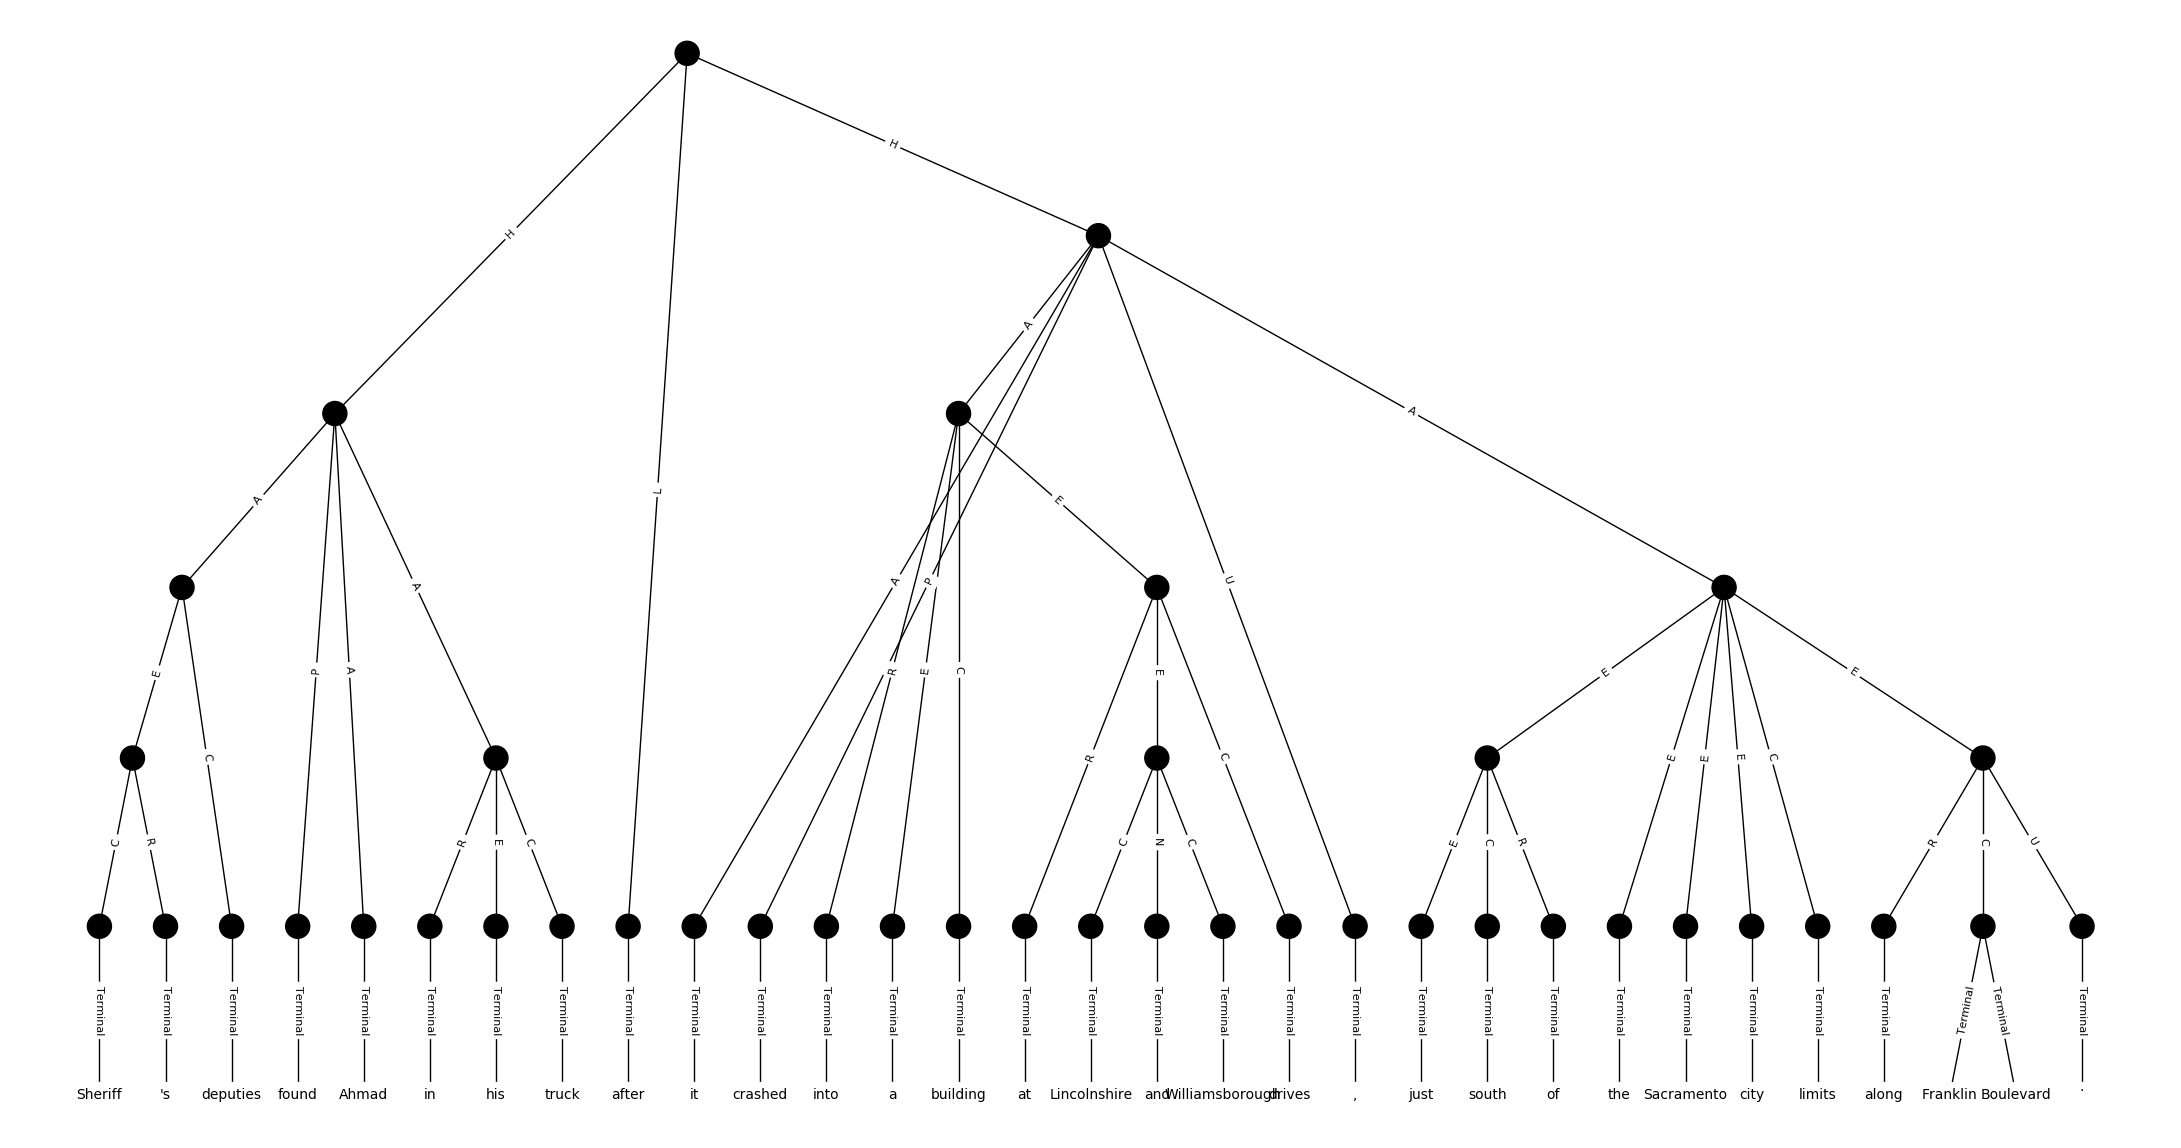 H
H
A
A
L
A
E
A
P
A
A
A
P
U
E
R
E
C
E
E
E
C
R
C
E
E
E
C
C
R
R
E
C
C
N
C
E
C
R
R
C
U
Terminal Terminal Terminal Terminal Terminal Terminal Terminal Terminal Terminal Terminal Terminal Terminal Terminal Terminal Terminal Terminal Terminal Terminal Terminal Terminal Terminal Terminal Terminal Terminal Terminal Terminal Terminal Terminal Terminal Terminal Terminal
Sheriff 's deputies found Ahmad in his truck after it crashed into a building at Lincolnshire and Williamsborough drives , just south of the Sacramento city limits along Franklin Boulevard .